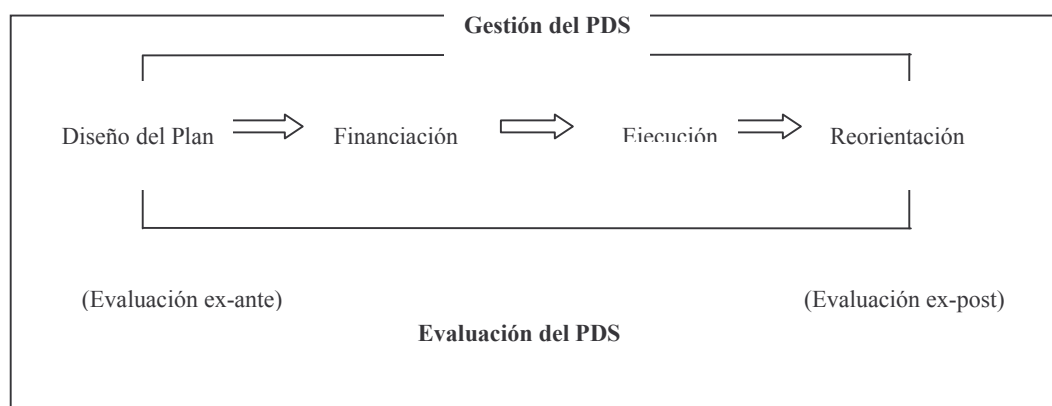 Gestión del PDS
Diseño del Plan Financiación Ejecución Reorientación
(Evaluación ex-ante) (Evaluación ex-post)
Evaluación del PDS